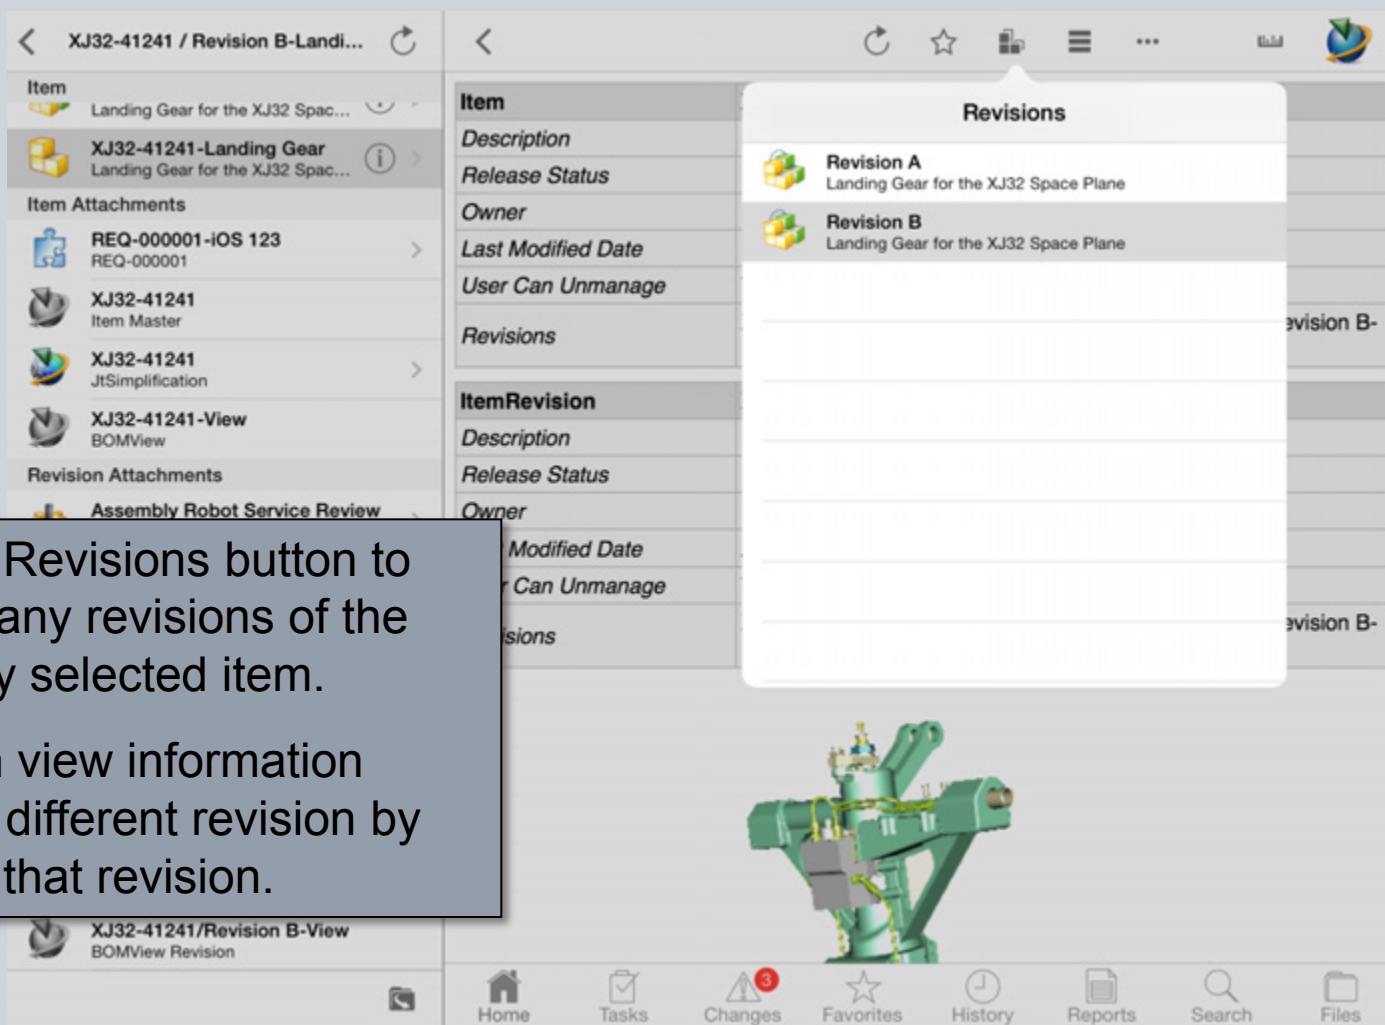 XJ32-41241 / Revision B-Landi...
Item
Landing Gear for the XJ32 Spac...
XJ32-41241-Landing Gear
Landing Gear for the XJ32 Spac...
Item Attachments
REQ-000001-iOS 123
REQ-000001
XJ32-41241
Item Master
XJ32-41241
JtSimplification
XJ32-41241-View
BOMView
Revision Attachments
Assembly Robot Service Review
Revisions button to
any revisions of the
y selected item.
view information
different revision by
that revision.
XJ32-41241/Revision B-View
BOMView Revision
Item
Description
Release Status
Owner
Last Modified Date
User Can Unmanage
Revisions
evision B-
ItemRevision
Description
Release Status
Owner
Modified Date
r Can Unmanage
isions
evision B-
Revisions
Revision A
Landing Gear for the XJ32 Space Plane
Revision B
Landing Gear for the XJ32 Space Plane
Home
Tasks
3
Changes
Favorites
History
Reports
Search
Files